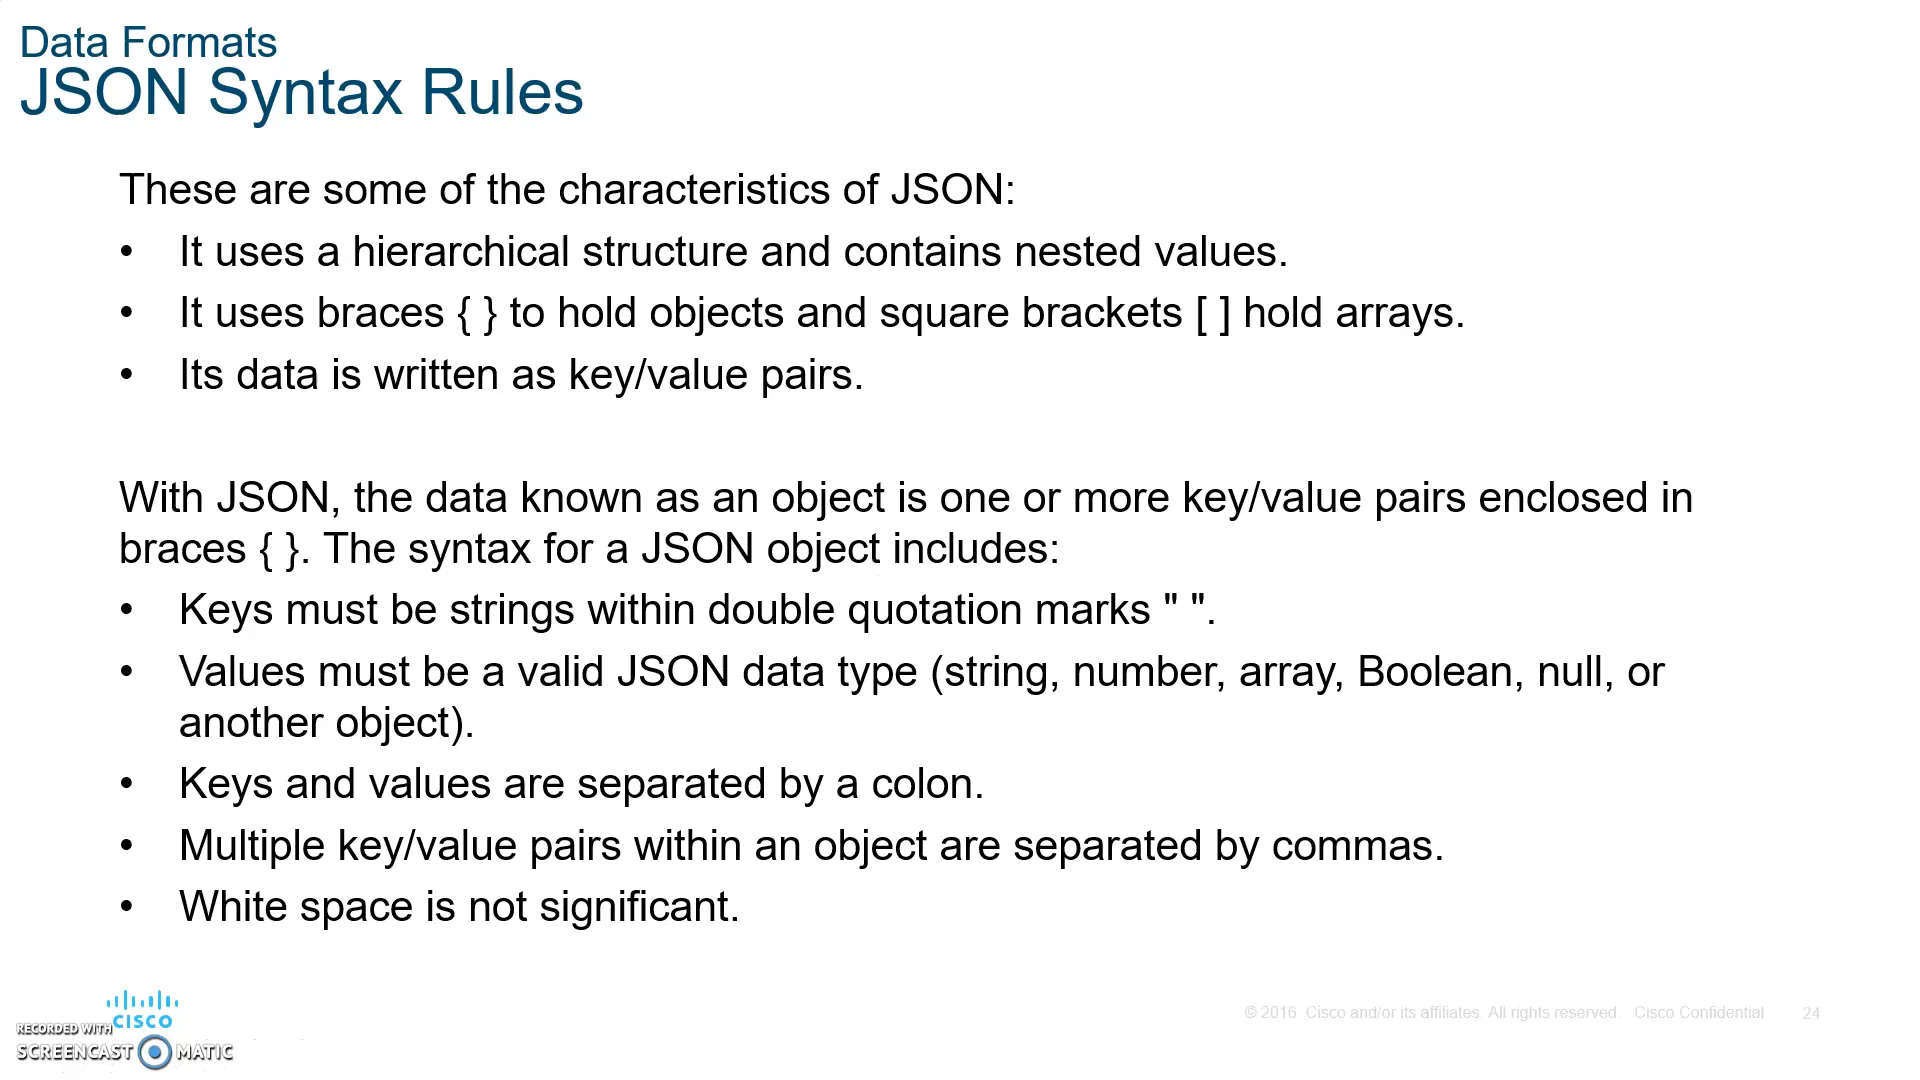 Data Formats
JSON Syntax Rules
These are some of the characteristics of JSON:
• It uses a hierarchical structure and contains nested values.
• It uses braces { } to hold objects and square brackets [ ] hold arrays.
• Its data is written as key/value pairs.
With JSON, the data known as an object is one or more key/value pairs enclosed in
braces { }. The syntax for a JSON object includes:
• Keys must be strings within double quotation marks " ".
• Values must be a valid JSON data type (string, number, array, Boolean, null, or
another object).
• Keys and values are separated by a colon.
• Multiple key/value pairs within an object are separated by commas.
• White space is not significant.
CISCO
© 2016 Cisco and/or its affiliates. All rights reserved. Cisco Confidential 24
RECORDED WITH
SCREENCAST MATIC